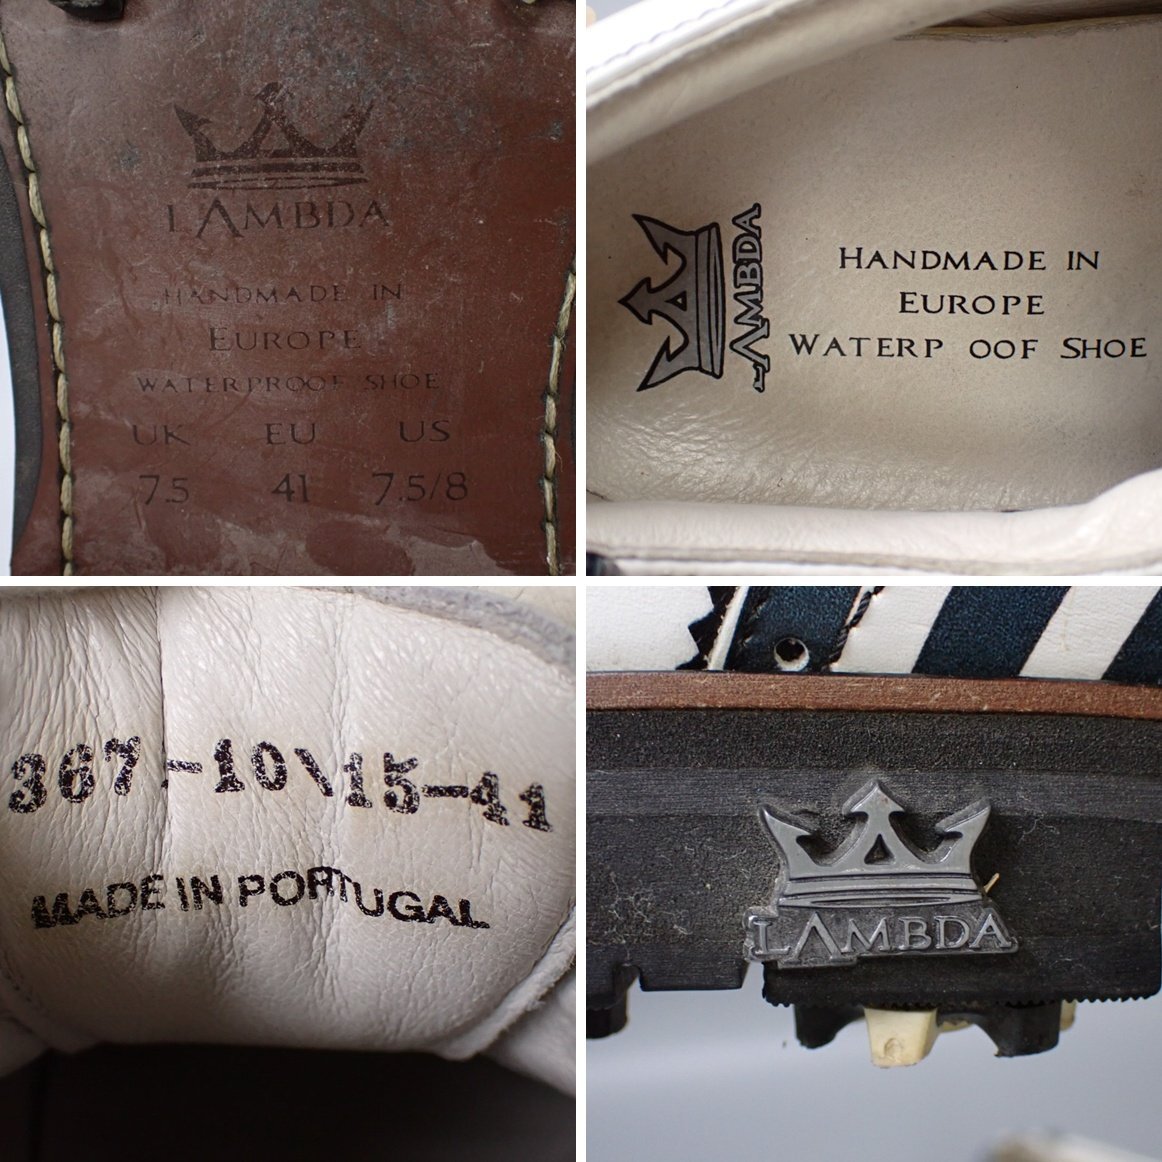 LAMBDA
HANDMADE IN
EUROPE
WATERPROOF SHOE
UK EU US
7.5 41 7.5/8
LAMBDA
HANDMADE IN
EUROPE
WATERP OOF SHOE
367-10\15-41
MADE IN PORTUGAL
LAMBDA